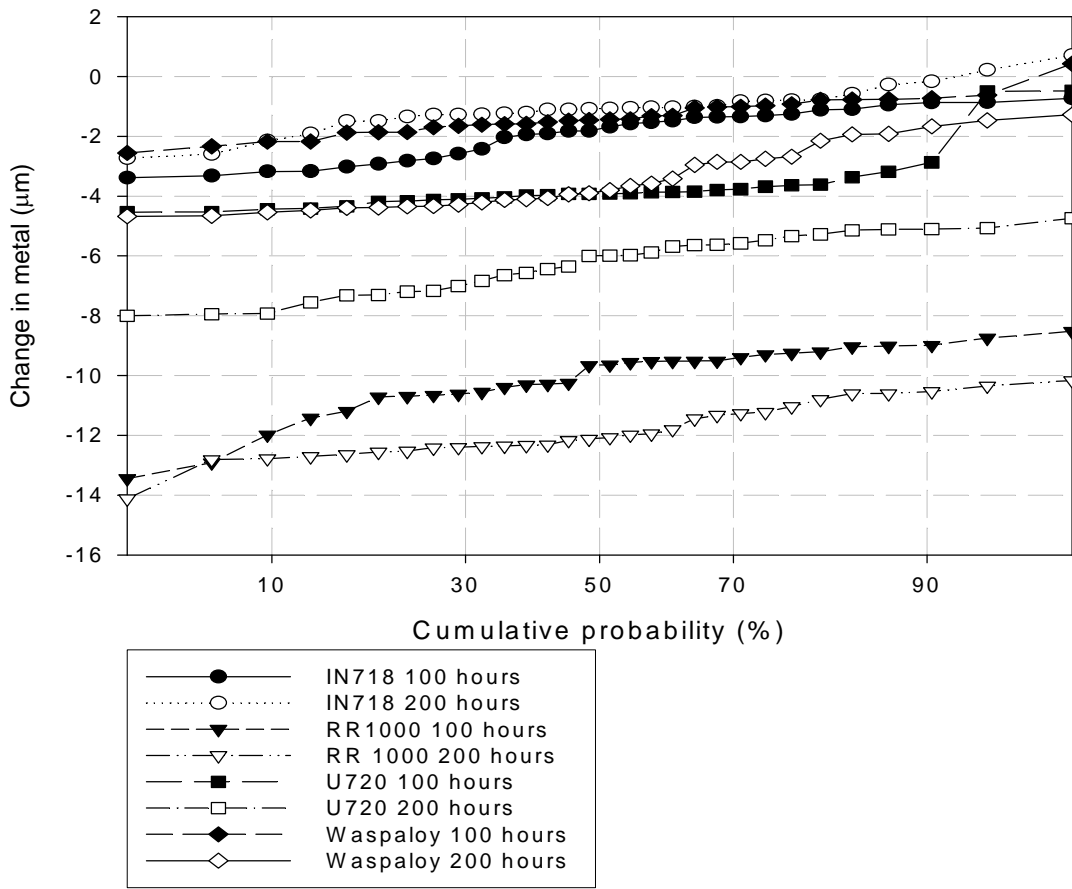 Change in metal (μm)
2
0
-2
-4
-6
-8
-10
-12
-14
-16
10 30 50 70 90
Cumulative probability (%)
IN718 100 hours
IN718 200 hours
RR1000 100 hours
RR 1000 200 hours
U720 100 hours
U720 200 hours
Waspaloy 100 hours
Waspaloy 200 hours